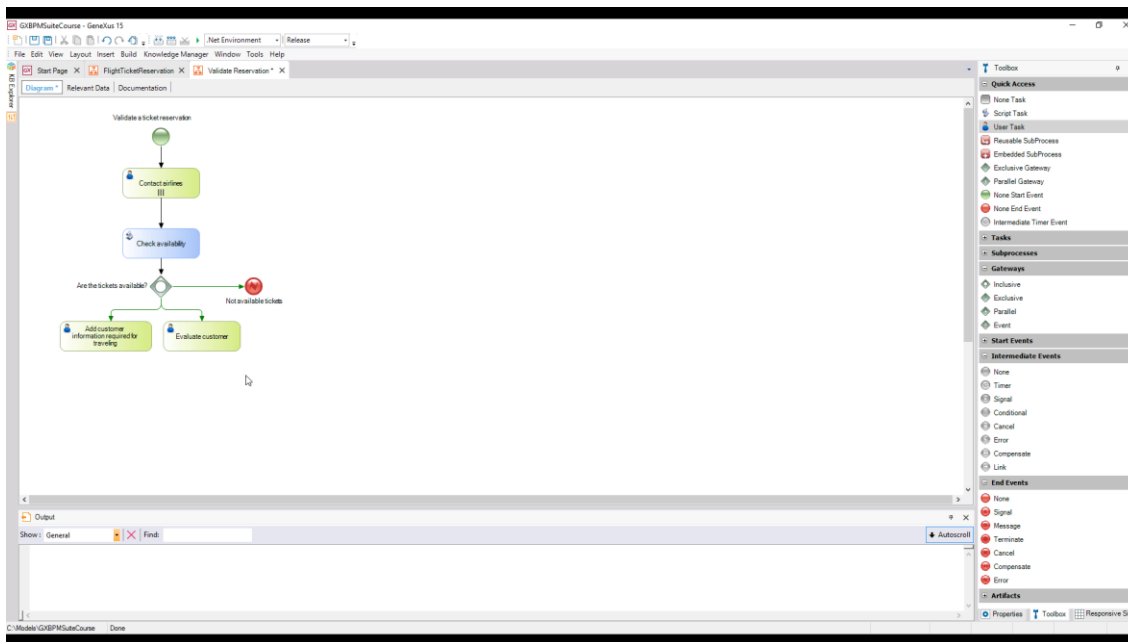 GXBPMSuiteCourse - GeneXus 15
.Net Environment
Release
File Edit View Layout Insert Build Knowledge Manager Window Tools Help
Start Page
FlightTicketReservation
Validate Reservation *
Diagram * Relevant Data Documentation
KB Explorer
Validate a ticket reservation
Contact airlines
Check availability
Are the tickets available?
Not available tickets
Add customer
information required for
traveling
Evaluate customer
Output
Show: General
Find:
Autoscroll
C:\Models\GXBPMSuiteCourse Done
Toolbox
Quick Access
None Task
Script Task
User Task
Reusable SubProcess
Embedded SubProcess
Exclusive Gateway
Parallel Gateway
None Start Event
None End Event
Intermediate Timer Event
Tasks
Subprocesses
Gateways
Inclusive
Exclusive
Parallel
Event
Start Events
Intermediate Events
None
Timer
Signal
Conditional
Cancel
Error
Compensate
Link
End Events
None
Signal
Message
Terminate
Cancel
Compensate
Error
Artifacts
Properties Toolbox Responsive Si